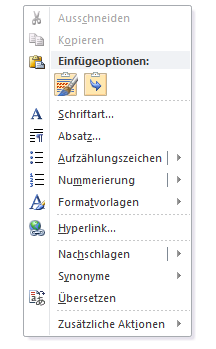 Ausschneiden
Kopieren
Einfügeoptionen:
Schriftart...
Absatz...
Aufzählungszeichen
Nummerierung
Formatvorlagen
Hyperlink...
Nachschlagen
Synonyme
Übersetzen
Zusätzliche Aktionen